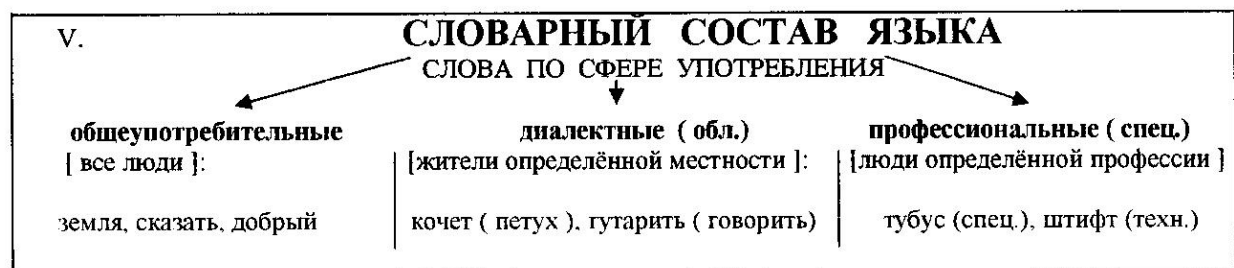 V. СЛОВАРНЫЙ СОСТАВ ЯЗЫКА
СЛОВА ПО СФЕРЕ УПОТРЕБЛЕНИЯ
общеупотребительные диалектные ( обл.) профессиональные ( спец.)
[ все люди ]: [жители определённой местности ]: [люди определённой профессии ]
земля, сказать, добрый кочет ( петух ), гутарить ( говорить) тубус (спец.), штифт (техн.)